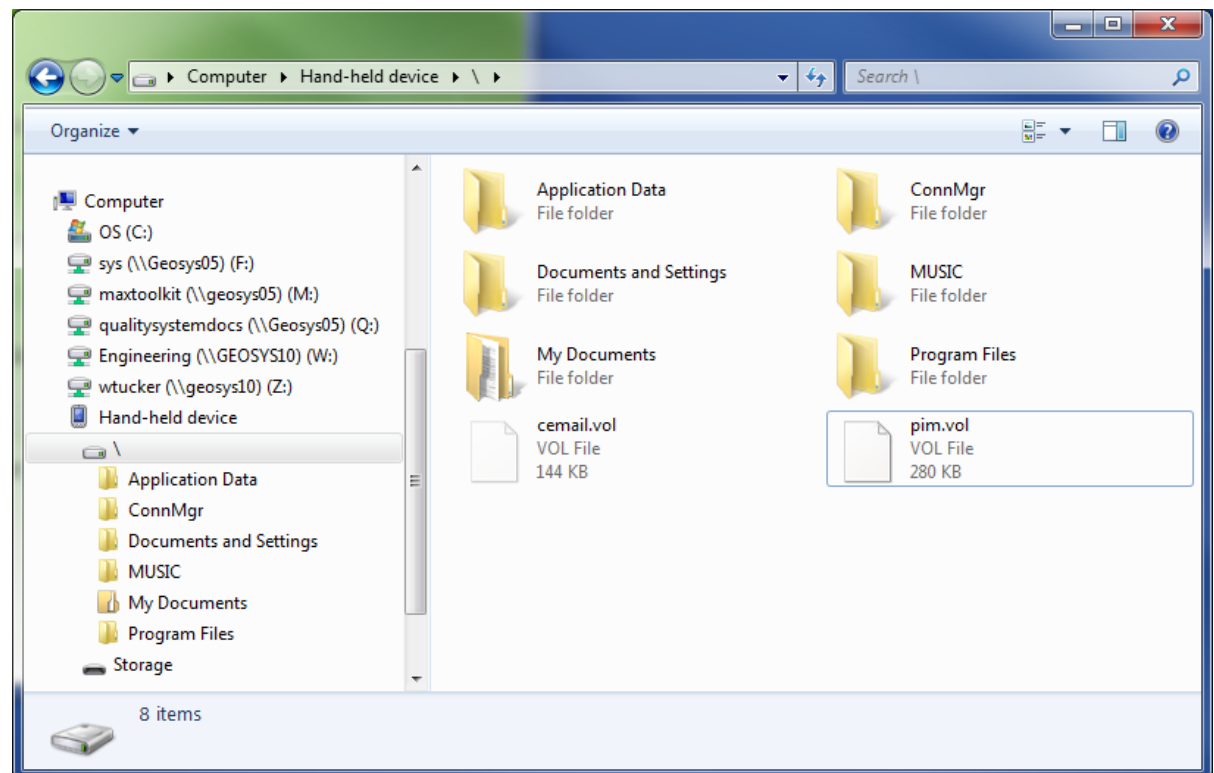 Computer ▸ Hand-held device ▸ \ ▸
Search \
Organize
Computer
OS (C:)
sys (\\Geosys05) (F:)
maxtoolkit (\\geosys05) (M:)
qualitysystemdocs (\\Geosys05) (Q:)
Engineering (\\GEOSYS10) (W:)
wtucker (\\geosys10) (Z:)
Hand-held device
\
Application Data
ConnMgr
Documents and Settings
MUSIC
My Documents
Program Files
Storage
Application Data
File folder
ConnMgr
File folder
Documents and Settings
File folder
MUSIC
File folder
My Documents
File folder
Program Files
File folder
cemail.vol
VOL File
144 KB
pim.vol
VOL File
280 KB
8 items